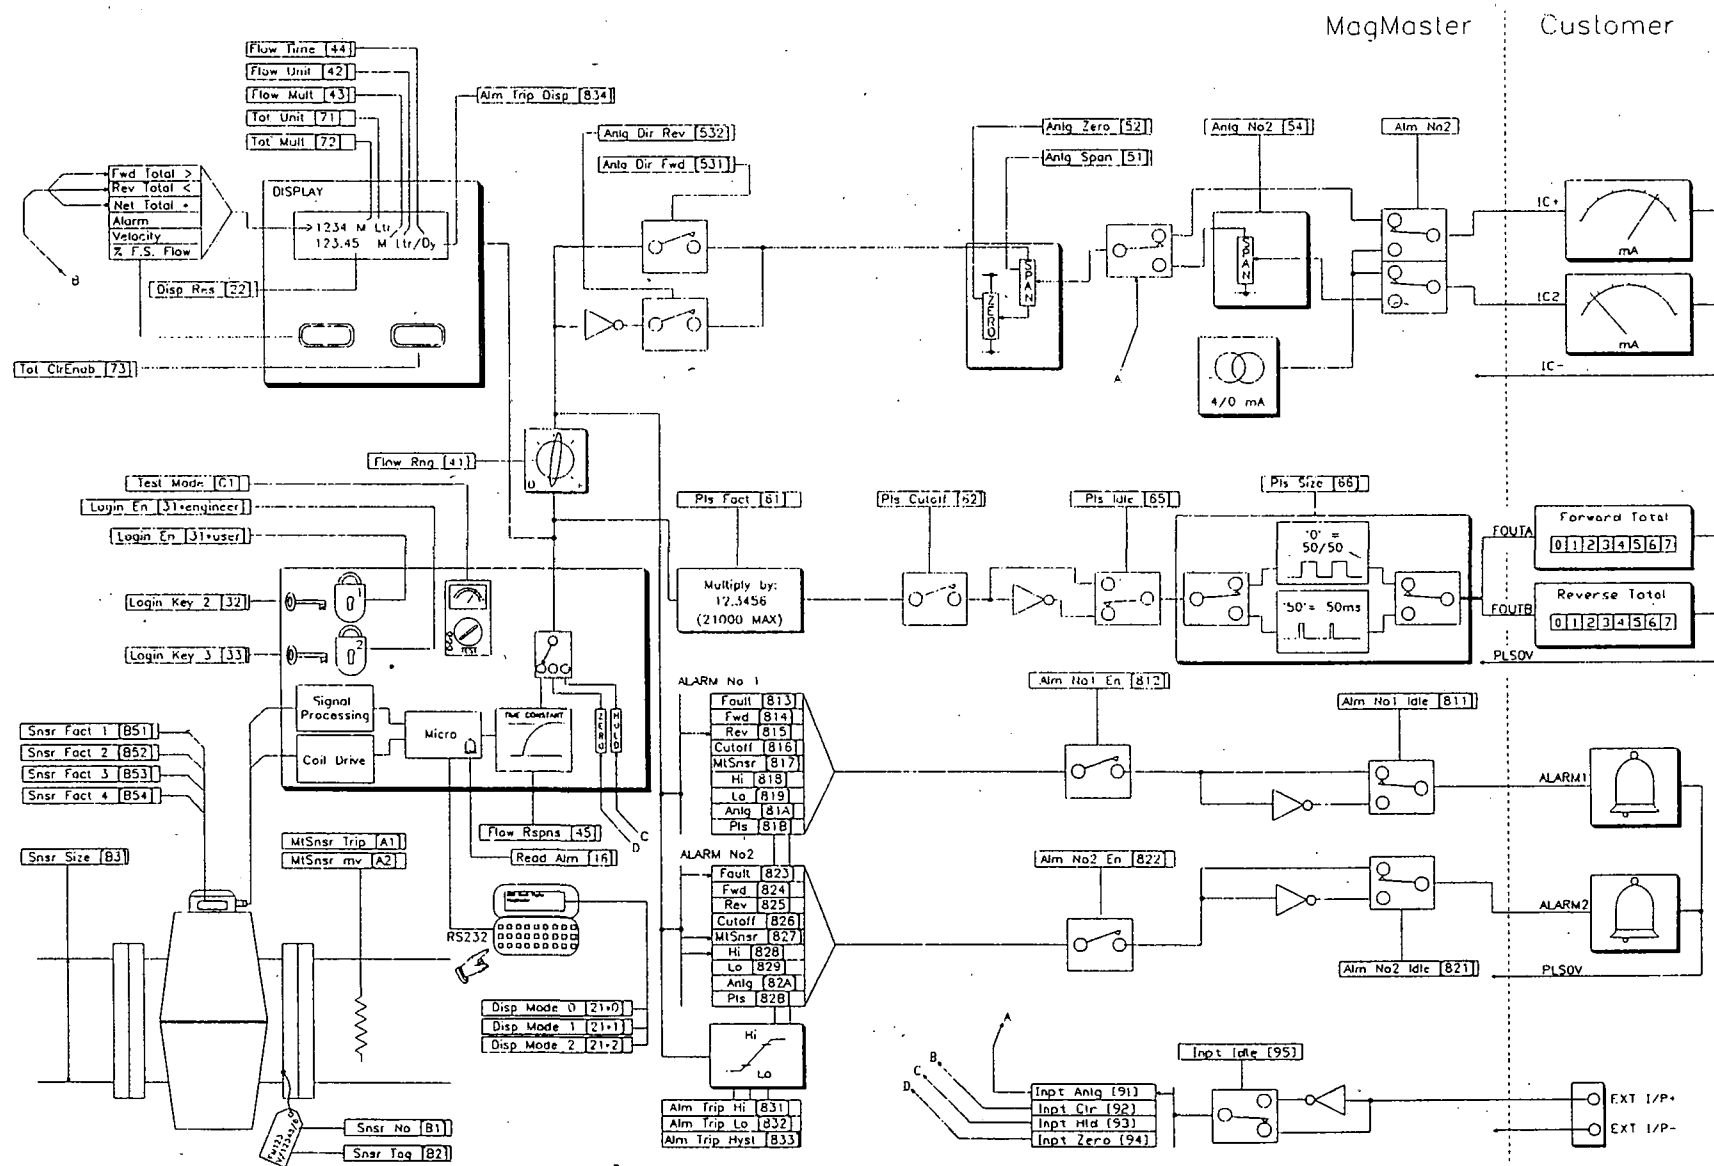 MagMaster
Customer
Flow Time [44]
Flow Unit [42]
Flow Mult [43]
Tot Unit [71]
Tot Mult [72]
Alm Trip Disp [834]
Fwd Total >
Rev Total <
Net Total
Alarm
Velocity
% F.S. Flow
B
DISPLAY
1234 M Ltr
123.45 M Ltr/Dy
Disp Res [22]
Tot ClrEnab [73]
Anlg Dir Rev [532]
Anlg Dir Fwd [531]
Anlg Zero [52]
Anlg Span [51]
ZERO
SPAN
Anlg No2 [54]
SPAN
Alm No2
A
4/0 mA
IC+
mA
IC2
mA
IC-
Flow Rng [41]
0
Test Mode [C1]
Login En [31+engineer]
Login En [31+user]
Login Key 2 [32]
Login Key 3 [33]
1
2
TEST
Signal
Processing
Coil Drive
Micro
TIME CONSTANT
ZERO
HOLD
C
D
Flow Rspns [45]
Read Alm [16]
Pls Fact [61]
Multiply by:
12.3456
(21000 MAX)
Pls Cutoff [62]
Pls Idle [65]
Pls Size [66]
'0' =
50/50
'50'= 50ms
FOUTA
Forward Total
0 1 2 3 4 5 6 7
FOUTB
Reverse Total
0 1 2 3 4 5 6 7
PLSOV
Snsr Fact 1 [B51]
Snsr Fact 2 [B52]
Snsr Fact 3 [B53]
Snsr Fact 4 [B54]
Snsr Size [B3]
MtSnsr Trip [A1]
MtSnsr mv [A2]
RS232
Disp Mode 0 [21+0]
Disp Mode 1 [21+1]
Disp Mode 2 [21+2]
Snsr No [B1]
Snsr Tag [B2]
ALARM No 1
Fault [813]
Fwd [814]
Rev [815]
Cutoff [816]
MtSnsr [817]
Hi [818]
Lo [819]
Anlg [81A]
Pls [81B]
Alm No1 En [812]
Alm No1 Idle [811]
ALARM1
ALARM No2
Fault [823]
Fwd [824]
Rev [825]
Cutoff [826]
MtSnsr [827]
Hi [828]
Lo [829]
Anlg [82A]
Pls [82B]
Alm No2 En [822]
Alm No2 Idle [821]
ALARM2
PLSOV
Hi
Lo
Alm Trip Hi [831]
Alm Trip Lo [832]
Alm Trip Hyst [833]
A
B
C
D
Inpt Anlg [91]
Inpt Clr [92]
Inpt Hld [93]
Inpt Zero [94]
Inpt Idle [95]
EXT I/P+
EXT I/P-